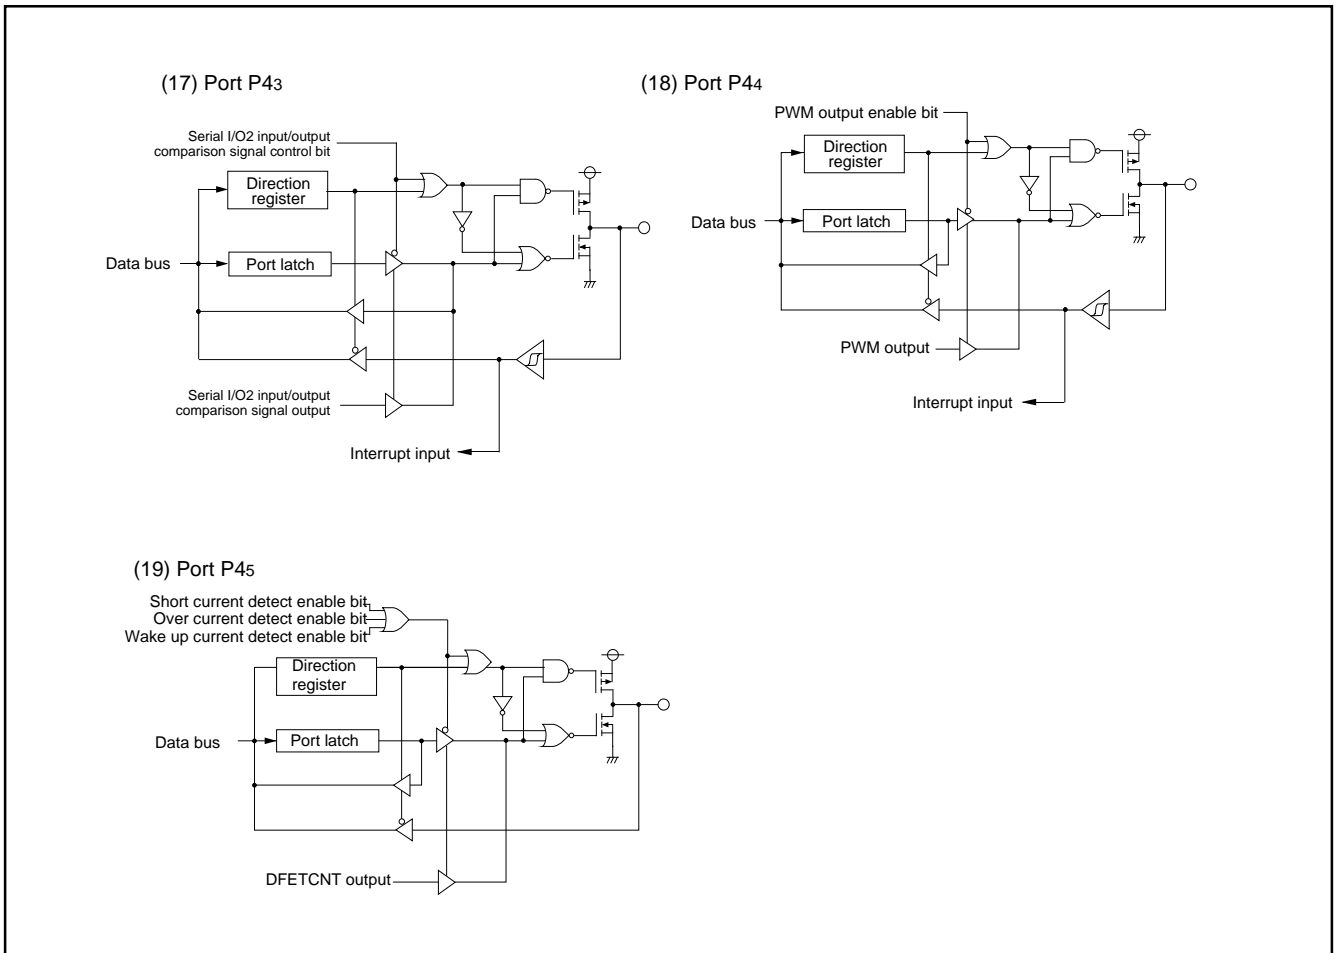 (17) Port P43
Serial I/O2 input/output
comparison signal control bit
Direction
register
Data bus
Port latch
Serial I/O2 input/output
comparison signal output
Interrupt input
(18) Port P44
PWM output enable bit
Direction
register
Data bus
Port latch
PWM output
Interrupt input
(19) Port P45
Short current detect enable bit
Over current detect enable bit
Wake up current detect enable bit
Direction
register
Data bus
Port latch
DFETCNT output